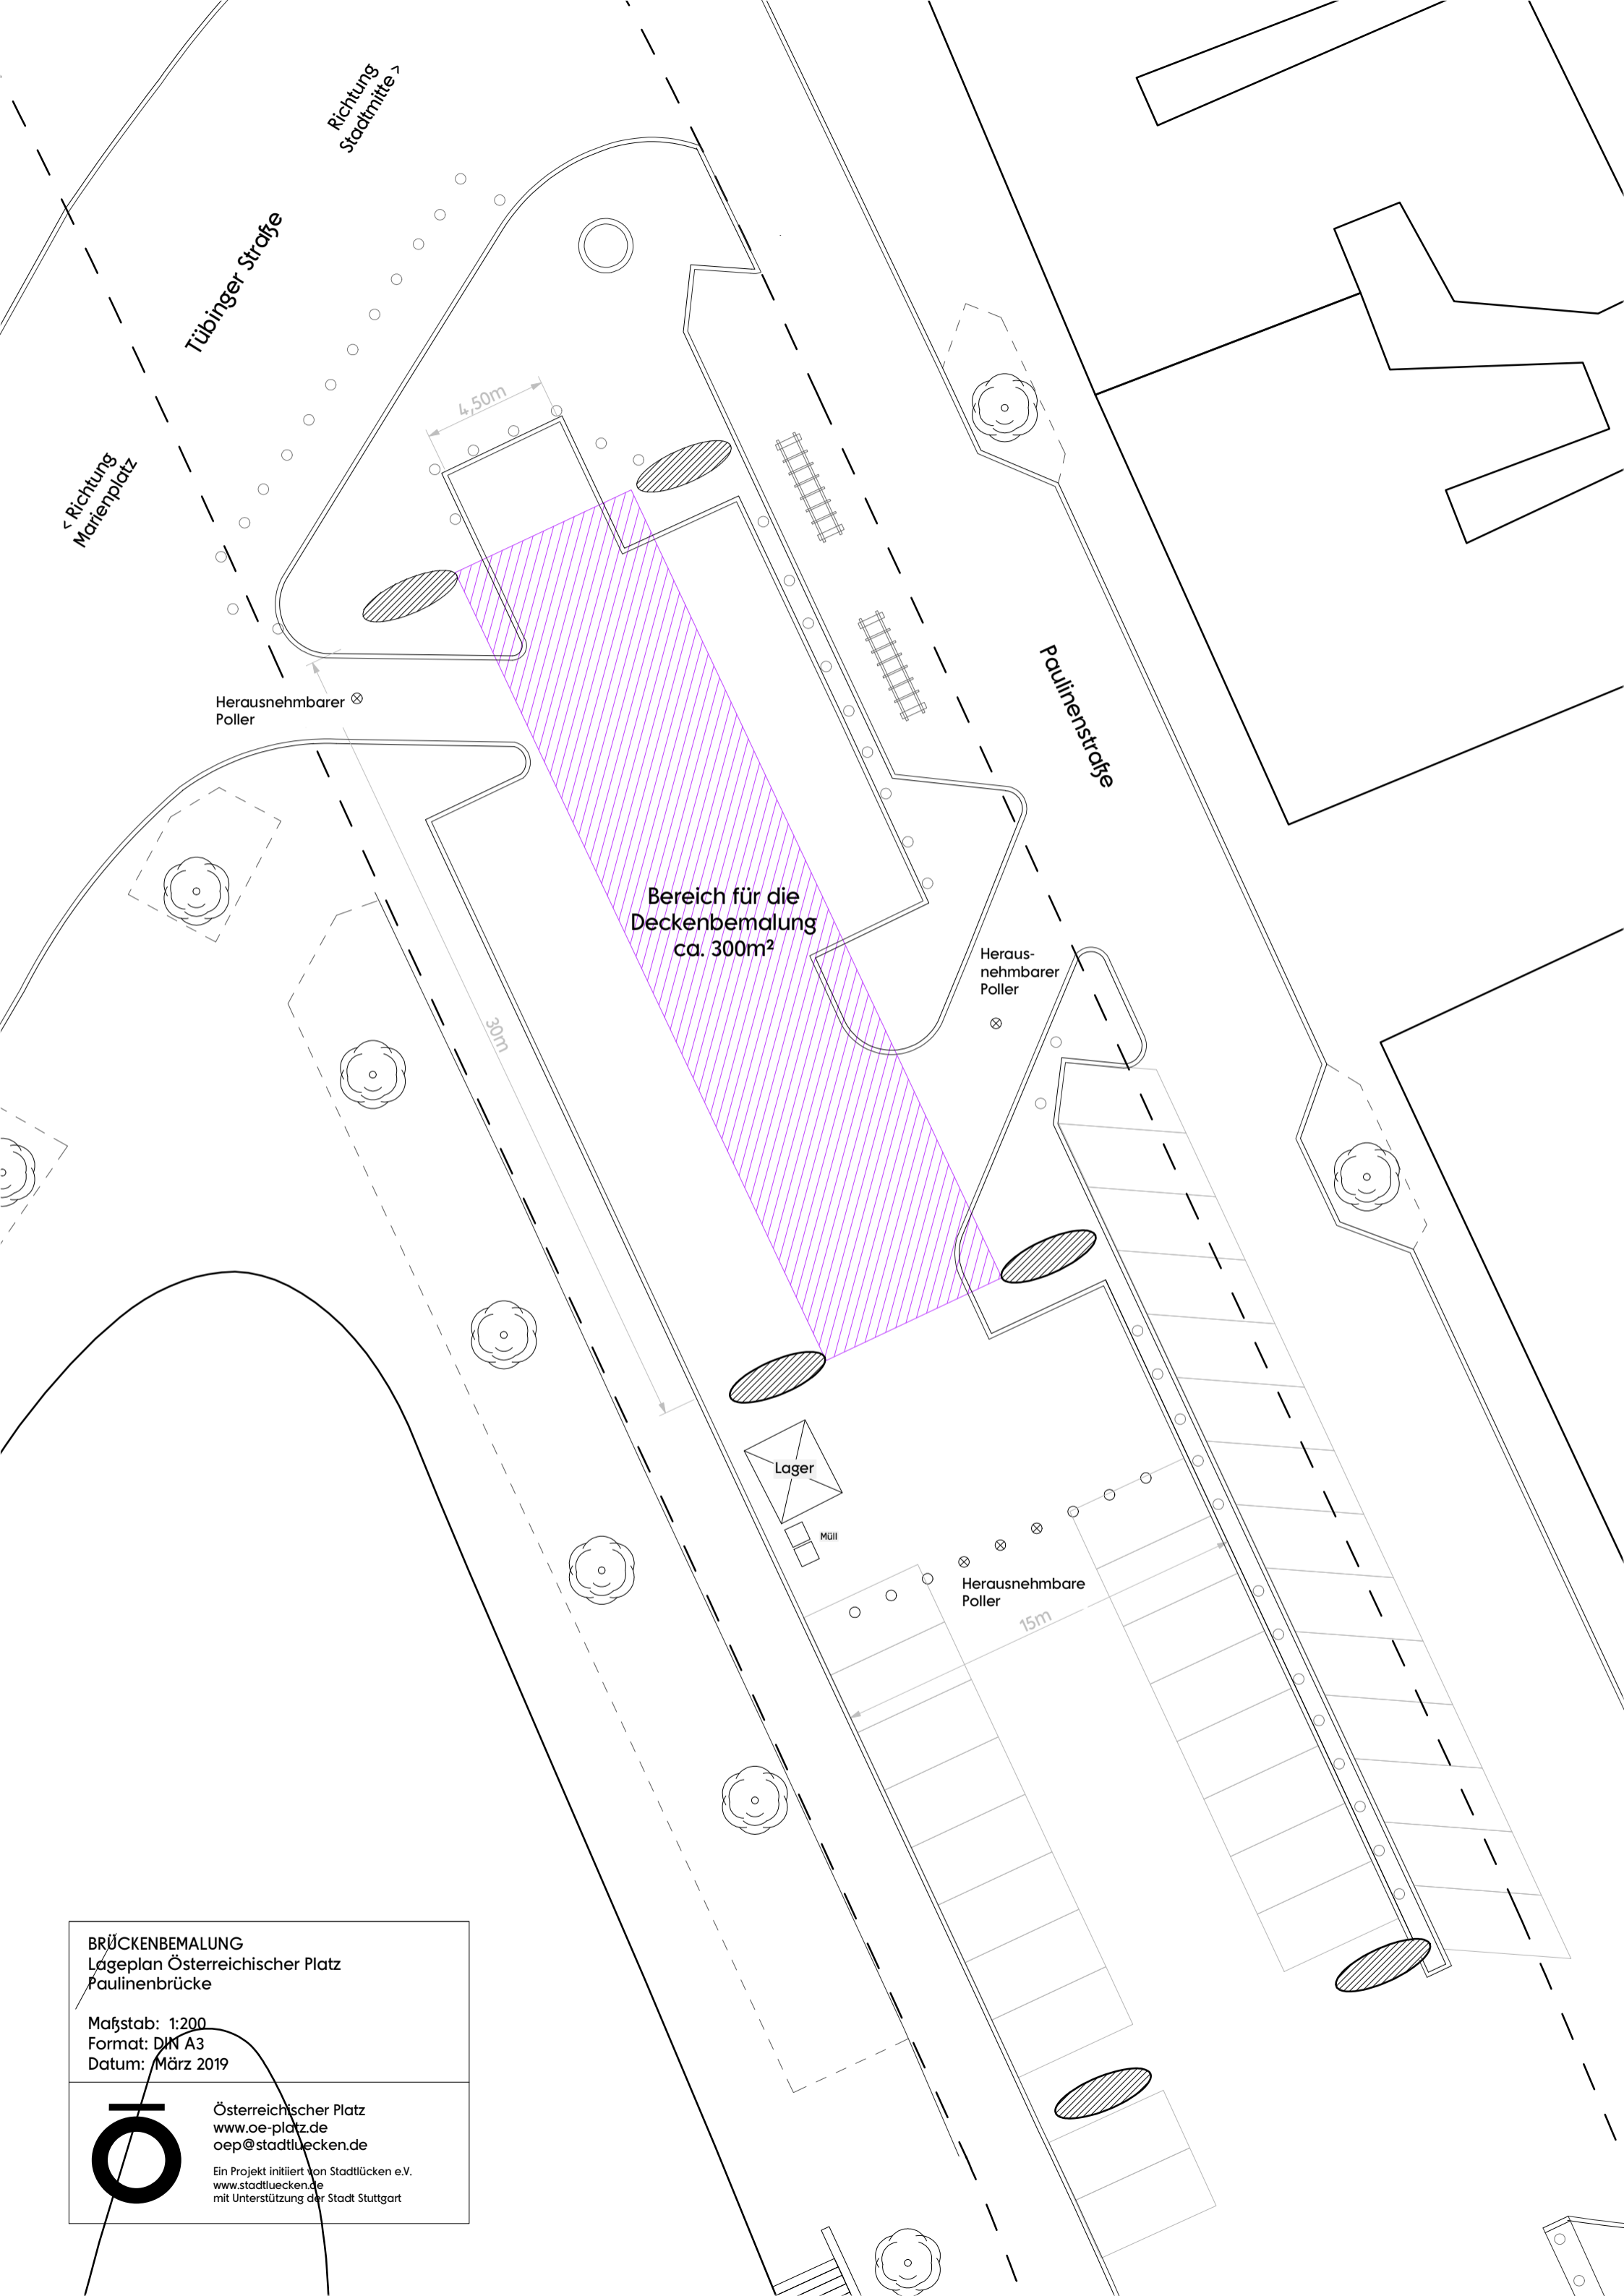 Richtung
Stadtmitte >
Tübinger Straße
< Richtung
Marienplatz
4,50m
Herausnehmbarer
Poller
Paulinenstraße
Bereich für die
Deckenbemalung
ca. 300m²
Heraus-
nehmbarer
Poller
30m
Lager
Müll
Herausnehmbare
Poller
15m
BRÜCKENBEMALUNG
Lageplan Österreichischer Platz
Paulinenbrücke
Maßstab: 1:200
Format: DIN A3
Datum: März 2019
Österreichischer Platz
www.oe-platz.de
oep@stadtluecken.de
Ein Projekt initiiert von Stadtlücken e.V.
www.stadtluecken.de
mit Unterstützung der Stadt Stuttgart